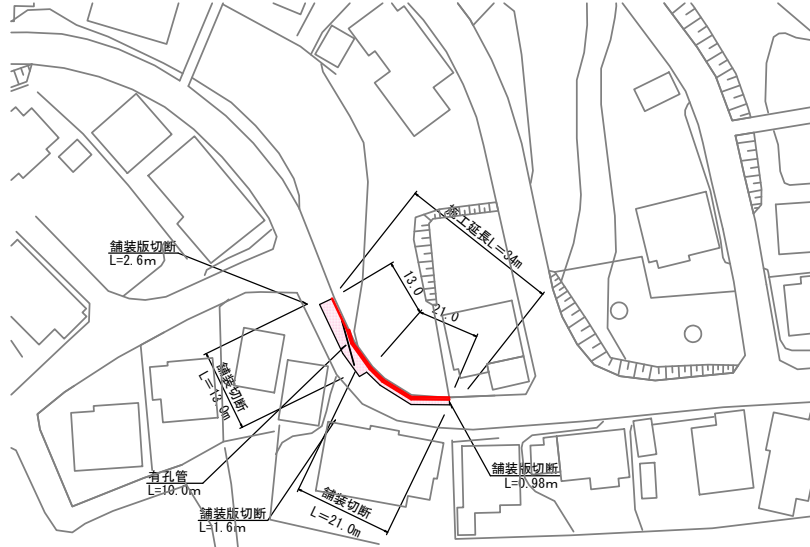 施工延長L=34m
舗装版切断
L=2.6m
13.0
21.0
舗装切断
L=13.0m
有孔管
L=10.0m
舗装版切断
L=1.6m
舗装切断
L=21.0m
舗装版切断
L=0.98m